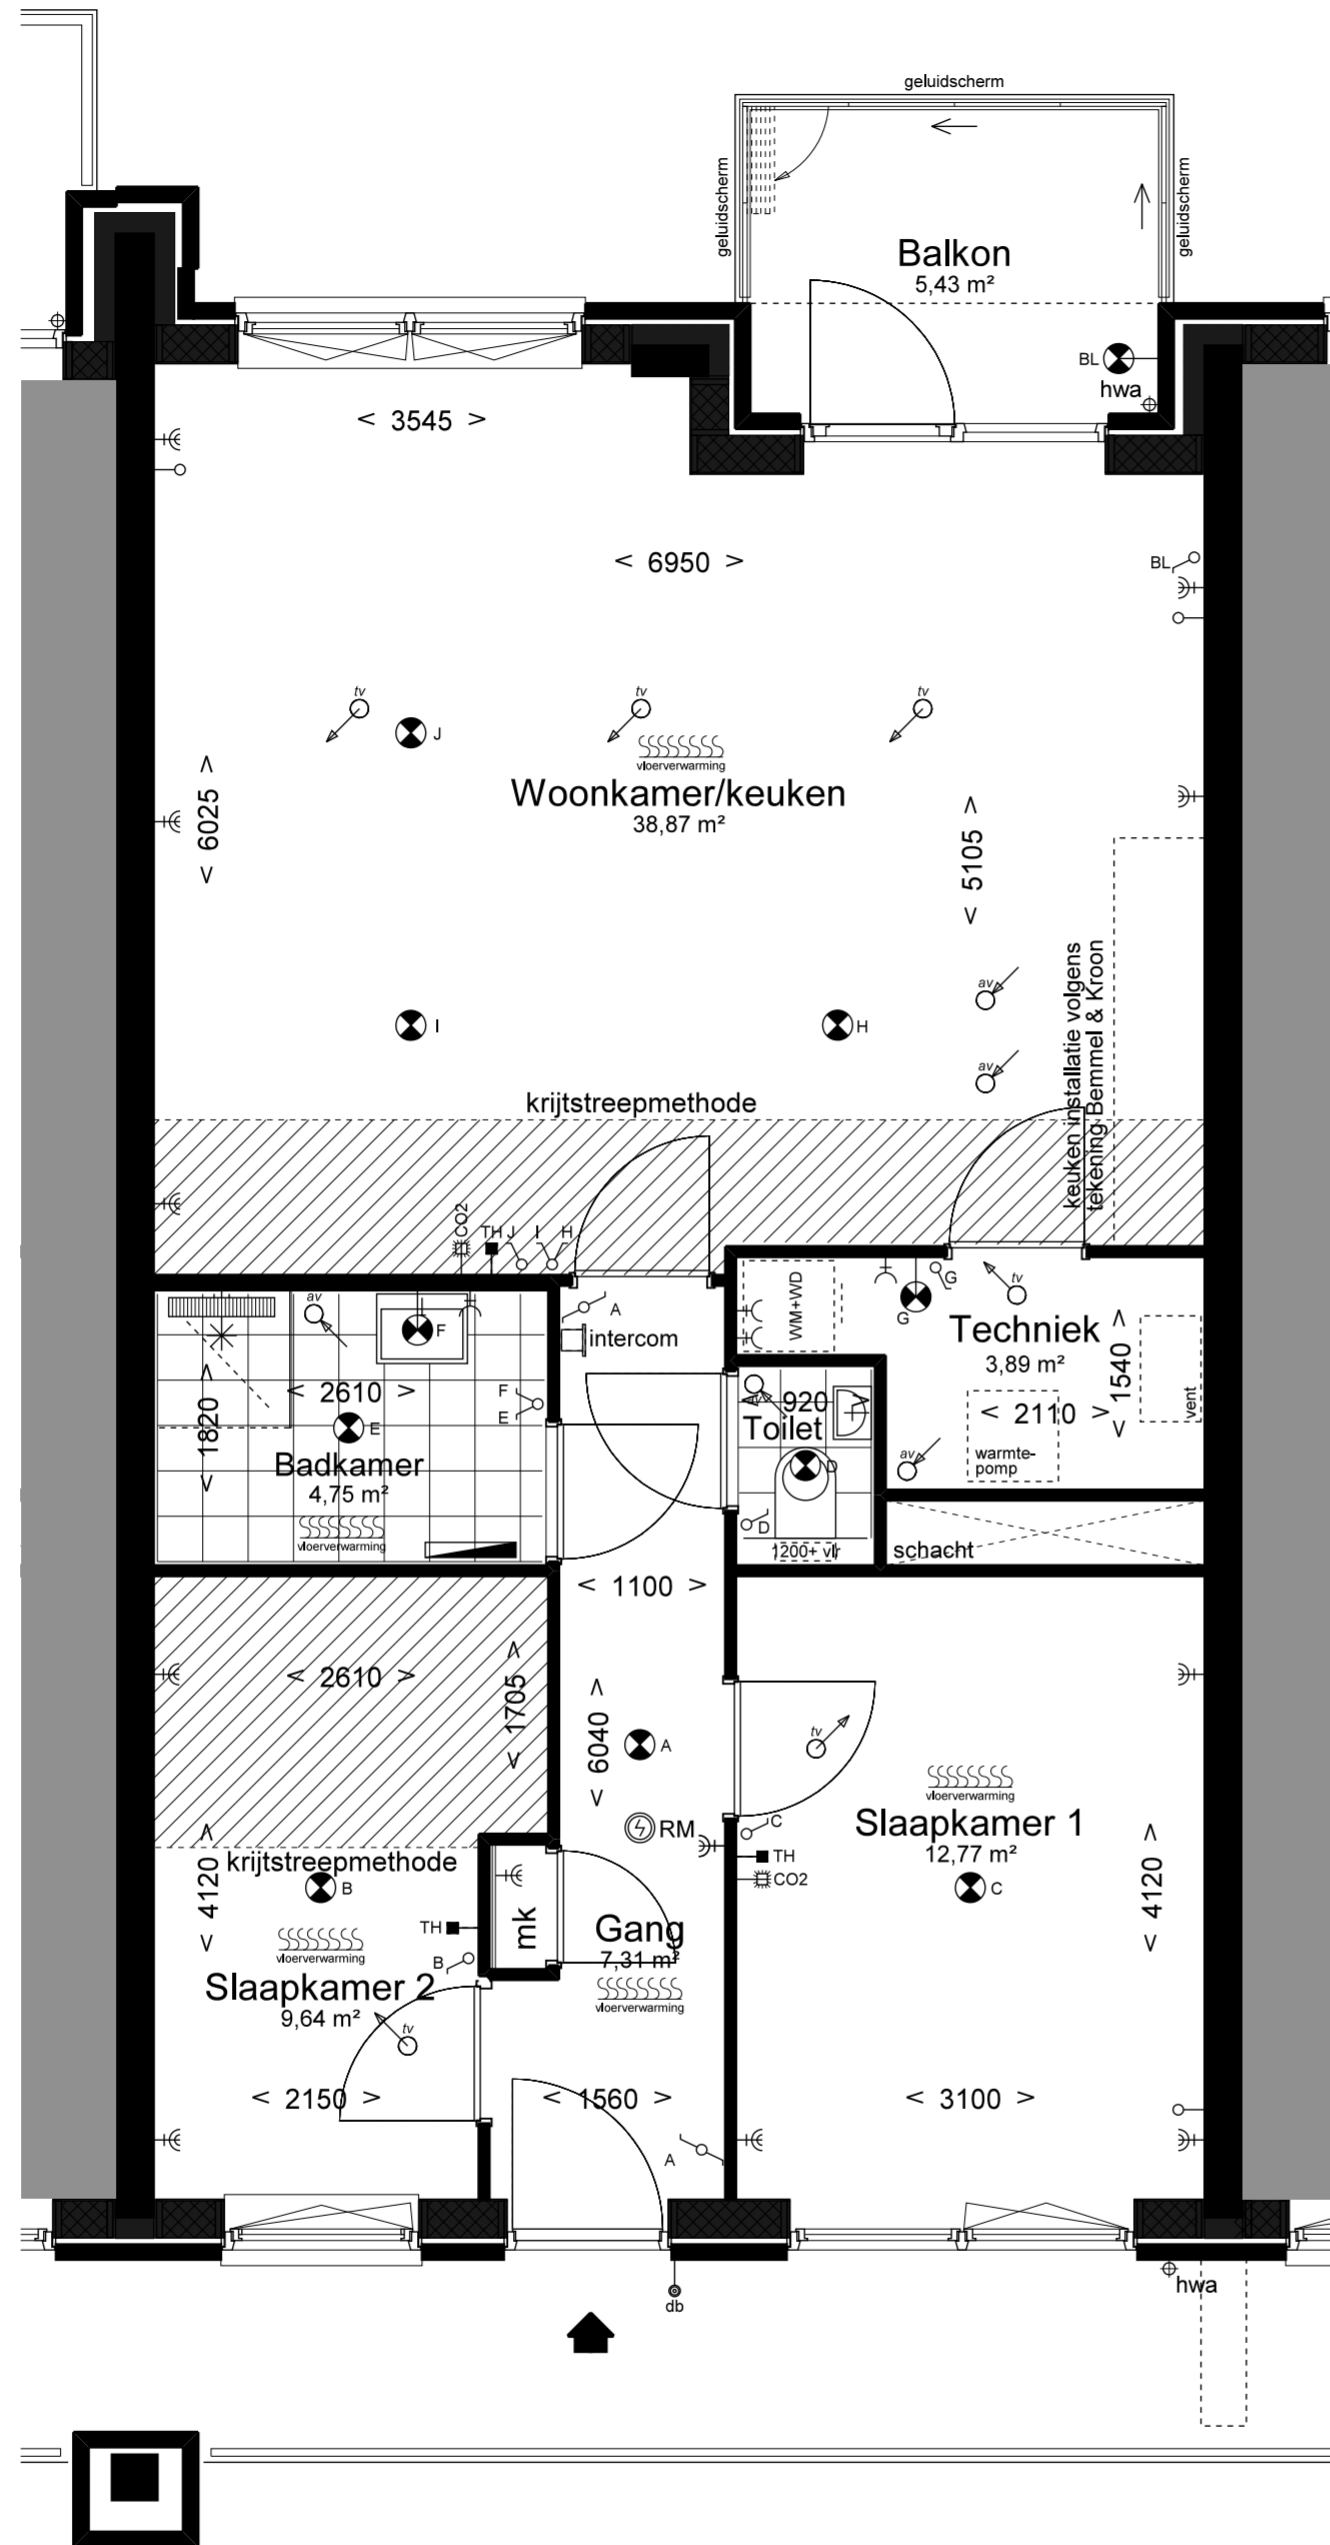 geluidscherm
geluidscherm
geluidscherm
Balkon
5,43 m²
BL
hwa
< 3545 >
< 6950 >
BL
tv
tv
tv
J
vloerverwarming
Woonkamer/keuken
38,87 m²
< 6025 >
< 5105 >
keuken installatie volgens
tekening Bemmel & Kroon
av
I
H
av
krijtstreepmethode
CO2
TH
J
I
H
A
intercom
WM+WD
G
G
tv
Techniek
3,89 m²
< 1540 >
< 2110 >
vent
warmte-
pomp
av
av
F
< 2610 >
F
E
E
< 1820 >
Badkamer
4,75 m²
vloerverwarming
av
< 920 >
Toilet
D
D
1200+ vlr
schacht
< 1100 >
< 2610 >
< 1705 >
< 6040 >
A
tv
vloerverwarming
RM
C
Slaapkamer 1
12,77 m²
TH
CO2
C
< 4120 >
< 4120 >
krijtstreepmethode
B
TH
mk
Gang
7,31 m²
vloerverwarming
B
vloerverwarming
Slaapkamer 2
9,64 m²
tv
< 2150 >
< 1560 >
< 3100 >
A
hwa
db